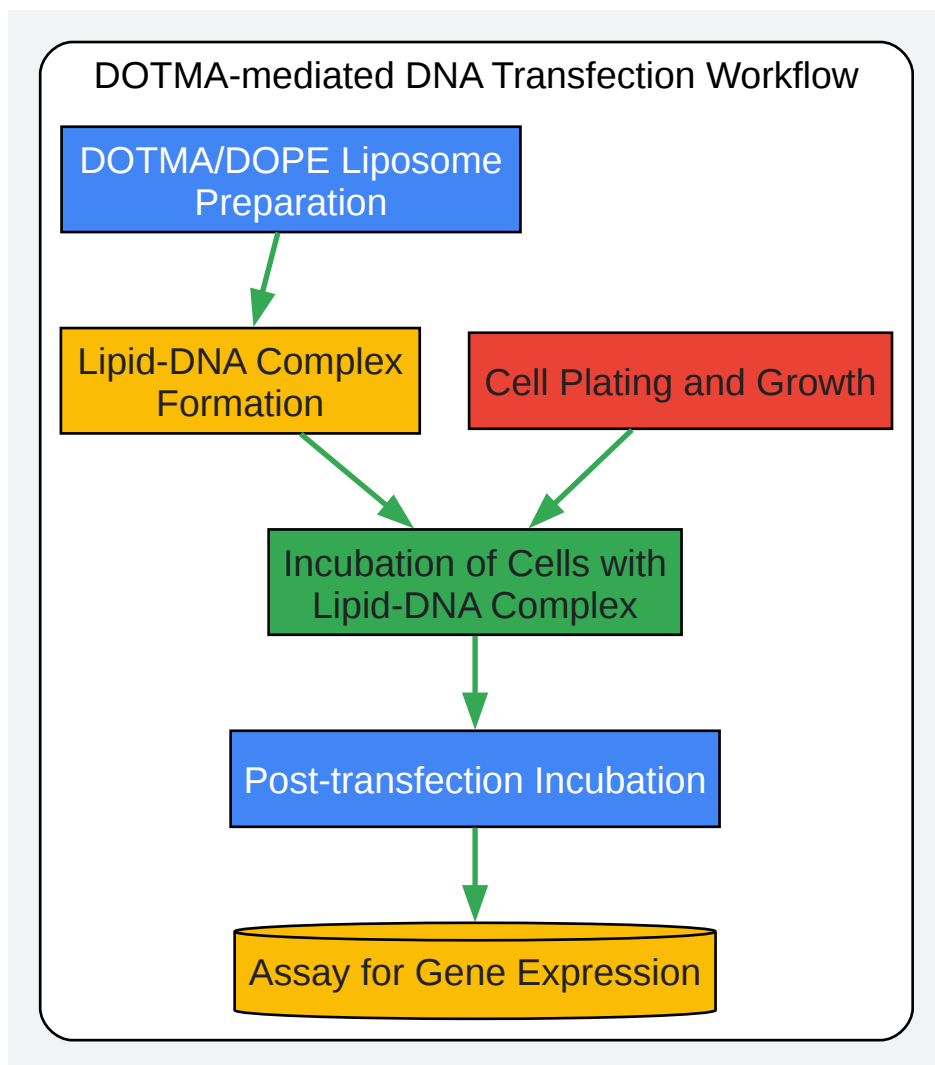 DOTMA-mediated DNA Transfection Workflow
DOTMA/DOPE Liposome
Preparation
Lipid-DNA Complex
Formation
Cell Plating and Growth
Incubation of Cells with
Lipid-DNA Complex
Post-transfection Incubation
Assay for Gene Expression